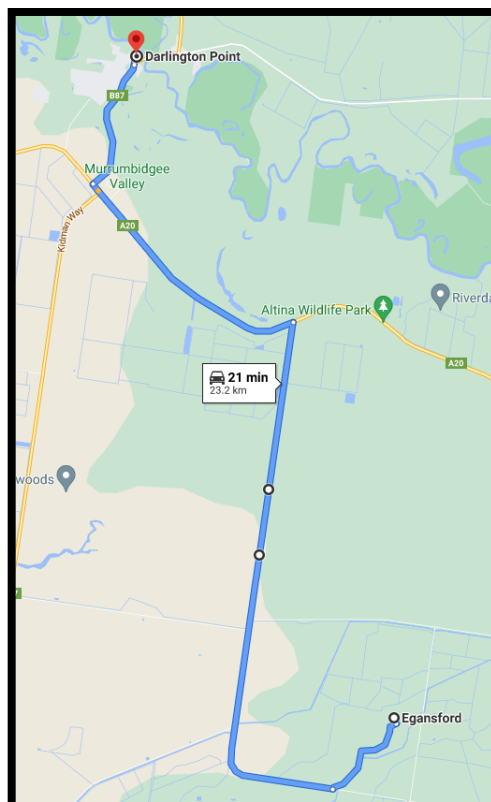 Darlington Point
B87
Murrumbidgee
Valley
Kidman Way
A20
Altina Wildlife Park
Riverda
A20
21 min
23.2 km
woods
Egansford